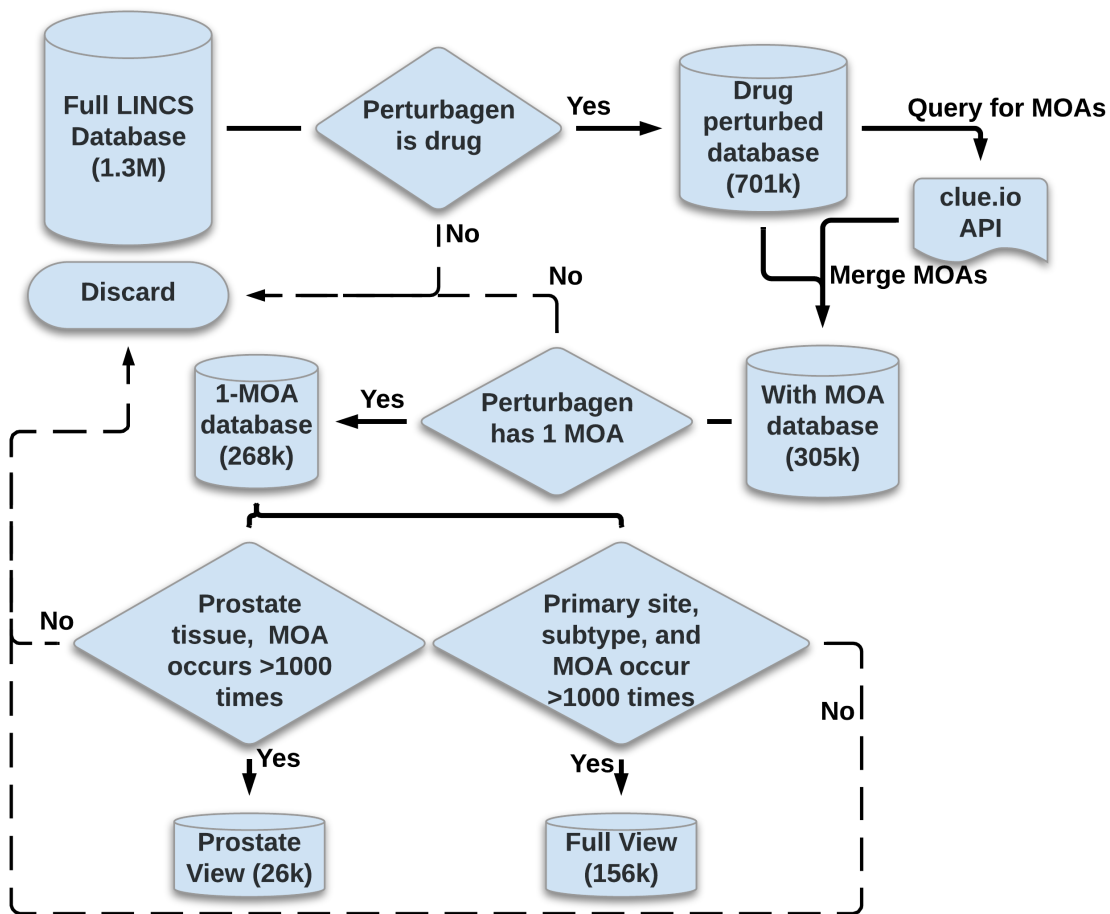 Full LINCS
Database
(1.3M)
Perturbagen
is drug
Yes
Drug
perturbed
database
(701k)
Query for MOAs
clue.io
API
No
Merge MOAs
Discard
No
1-MOA
database
(268k)
Yes
Perturbagen
has 1 MOA
With MOA
database
(305k)
No
Prostate
tissue, MOA
occurs >1000
times
Primary site,
subtype, and
MOA occur
>1000 times
No
Yes
Yes
Prostate
View (26k)
Full View
(156k)